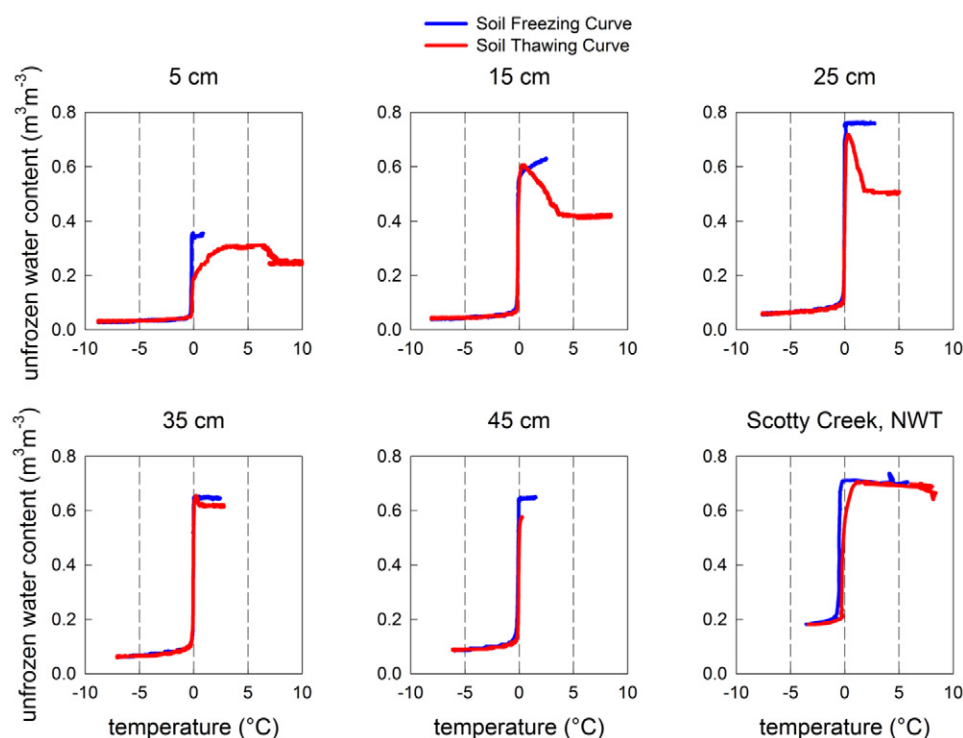 Soil Freezing Curve
Soil Thawing Curve
5 cm
15 cm
25 cm
unfrozen water content (m³m⁻³)
0.8
0.6
0.4
0.2
0.0
-10 -5 0 5 10
0.8
0.6
0.4
0.2
0.0
-10 -5 0 5 10
0.8
0.6
0.4
0.2
0.0
-10 -5 0 5 10
35 cm
45 cm
Scotty Creek, NWT
unfrozen water content (m³m⁻³)
0.8
0.6
0.4
0.2
0.0
-10 -5 0 5 10
temperature (°C)
0.8
0.6
0.4
0.2
0.0
-10 -5 0 5 10
temperature (°C)
0.8
0.6
0.4
0.2
0.0
-10 -5 0 5 10
temperature (°C)